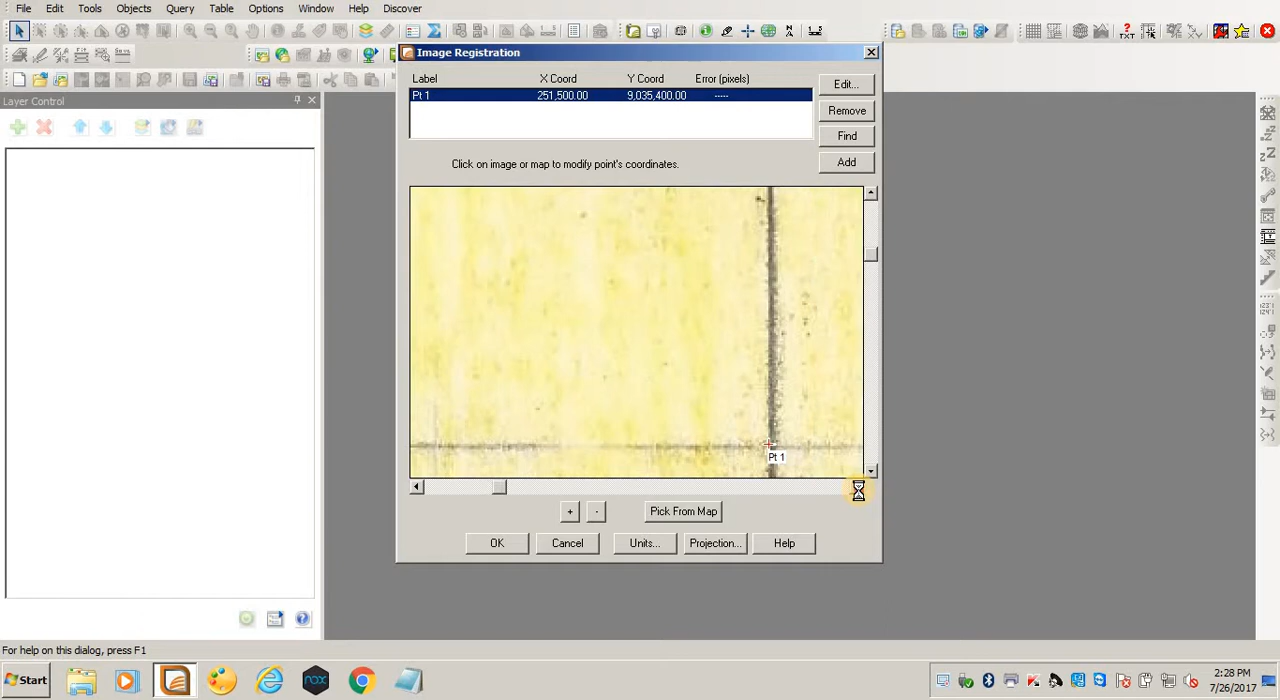 File Edit Tools Objects Query Table Options Window Help Discover
Image Registration
Layer Control
Label X Coord Y Coord Error (pixels)
Pt 1 251,500.00 9,035,400.00 -----
Edit...
Remove
Find
Add
Click on image or map to modify point's coordinates.
Pt 1
+ - Pick From Map
OK Cancel Units... Projection... Help
For help on this dialog, press F1
Start
2:28 PM
7/26/2017